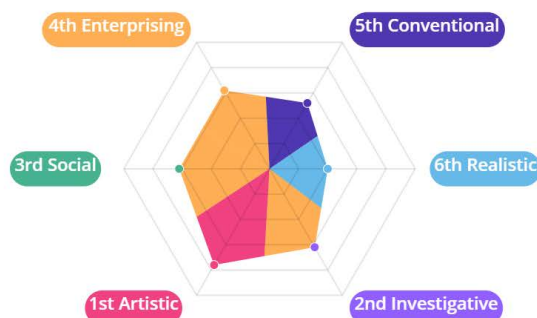 4th Enterprising
5th Conventional
3rd Social
6th Realistic
1st Artistic
2nd Investigative